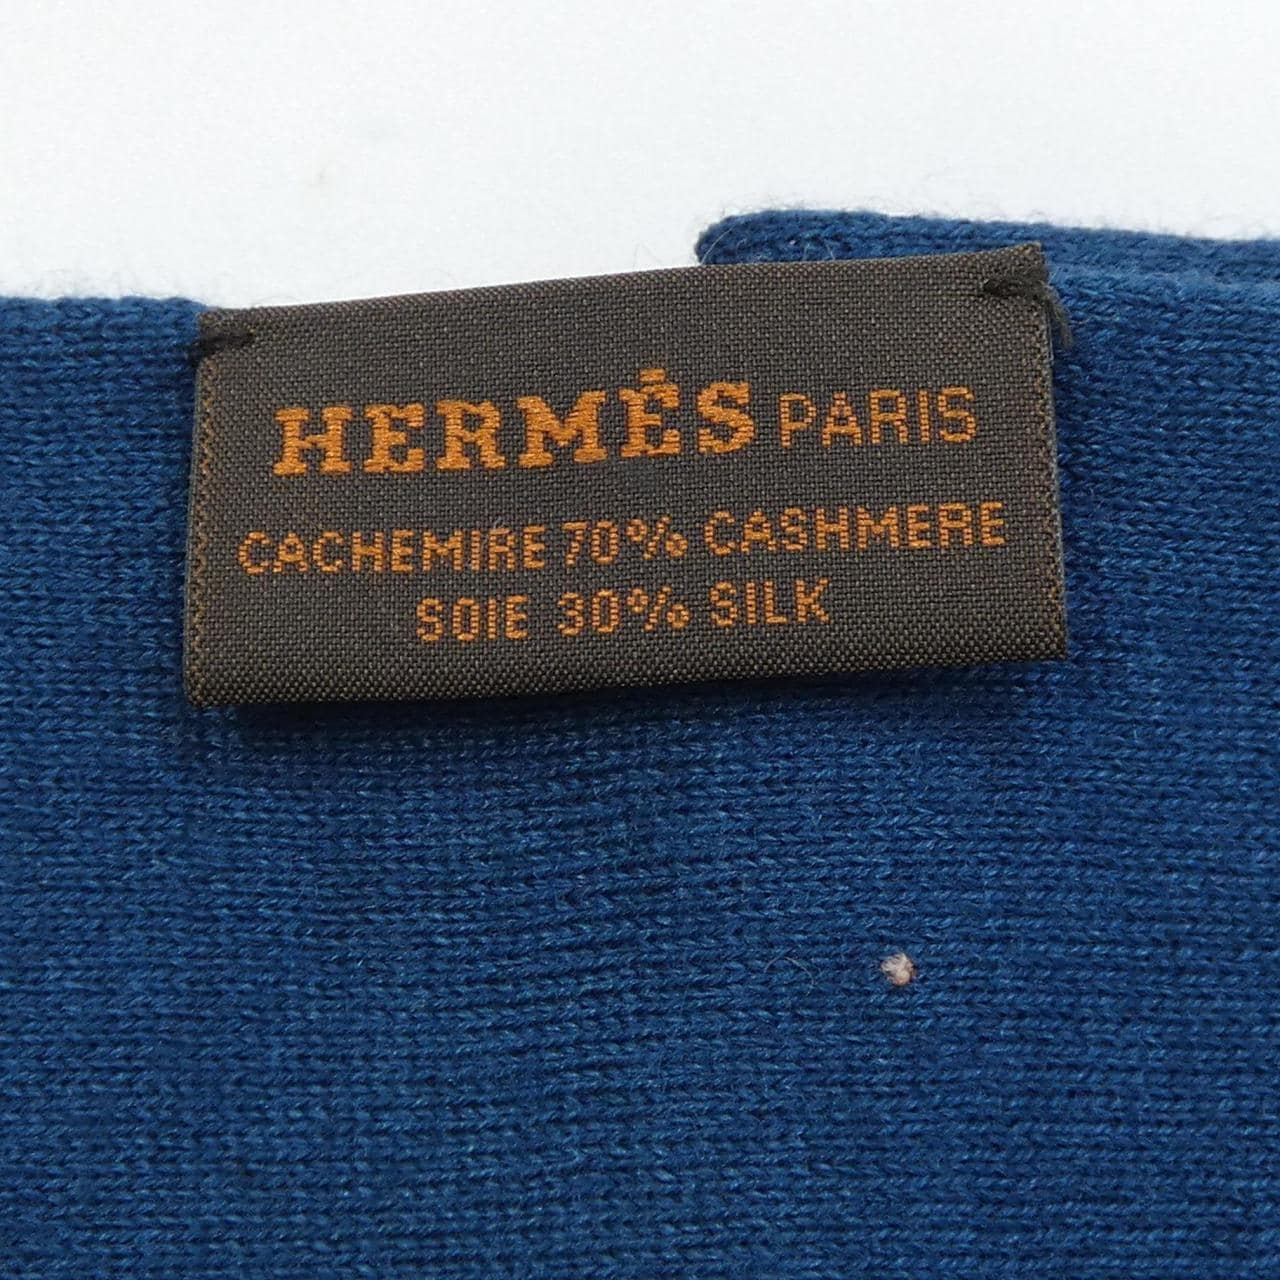 HERMÈS PARIS
CACHEMIRE 70% CASHMERE
SOIE 30% SILK